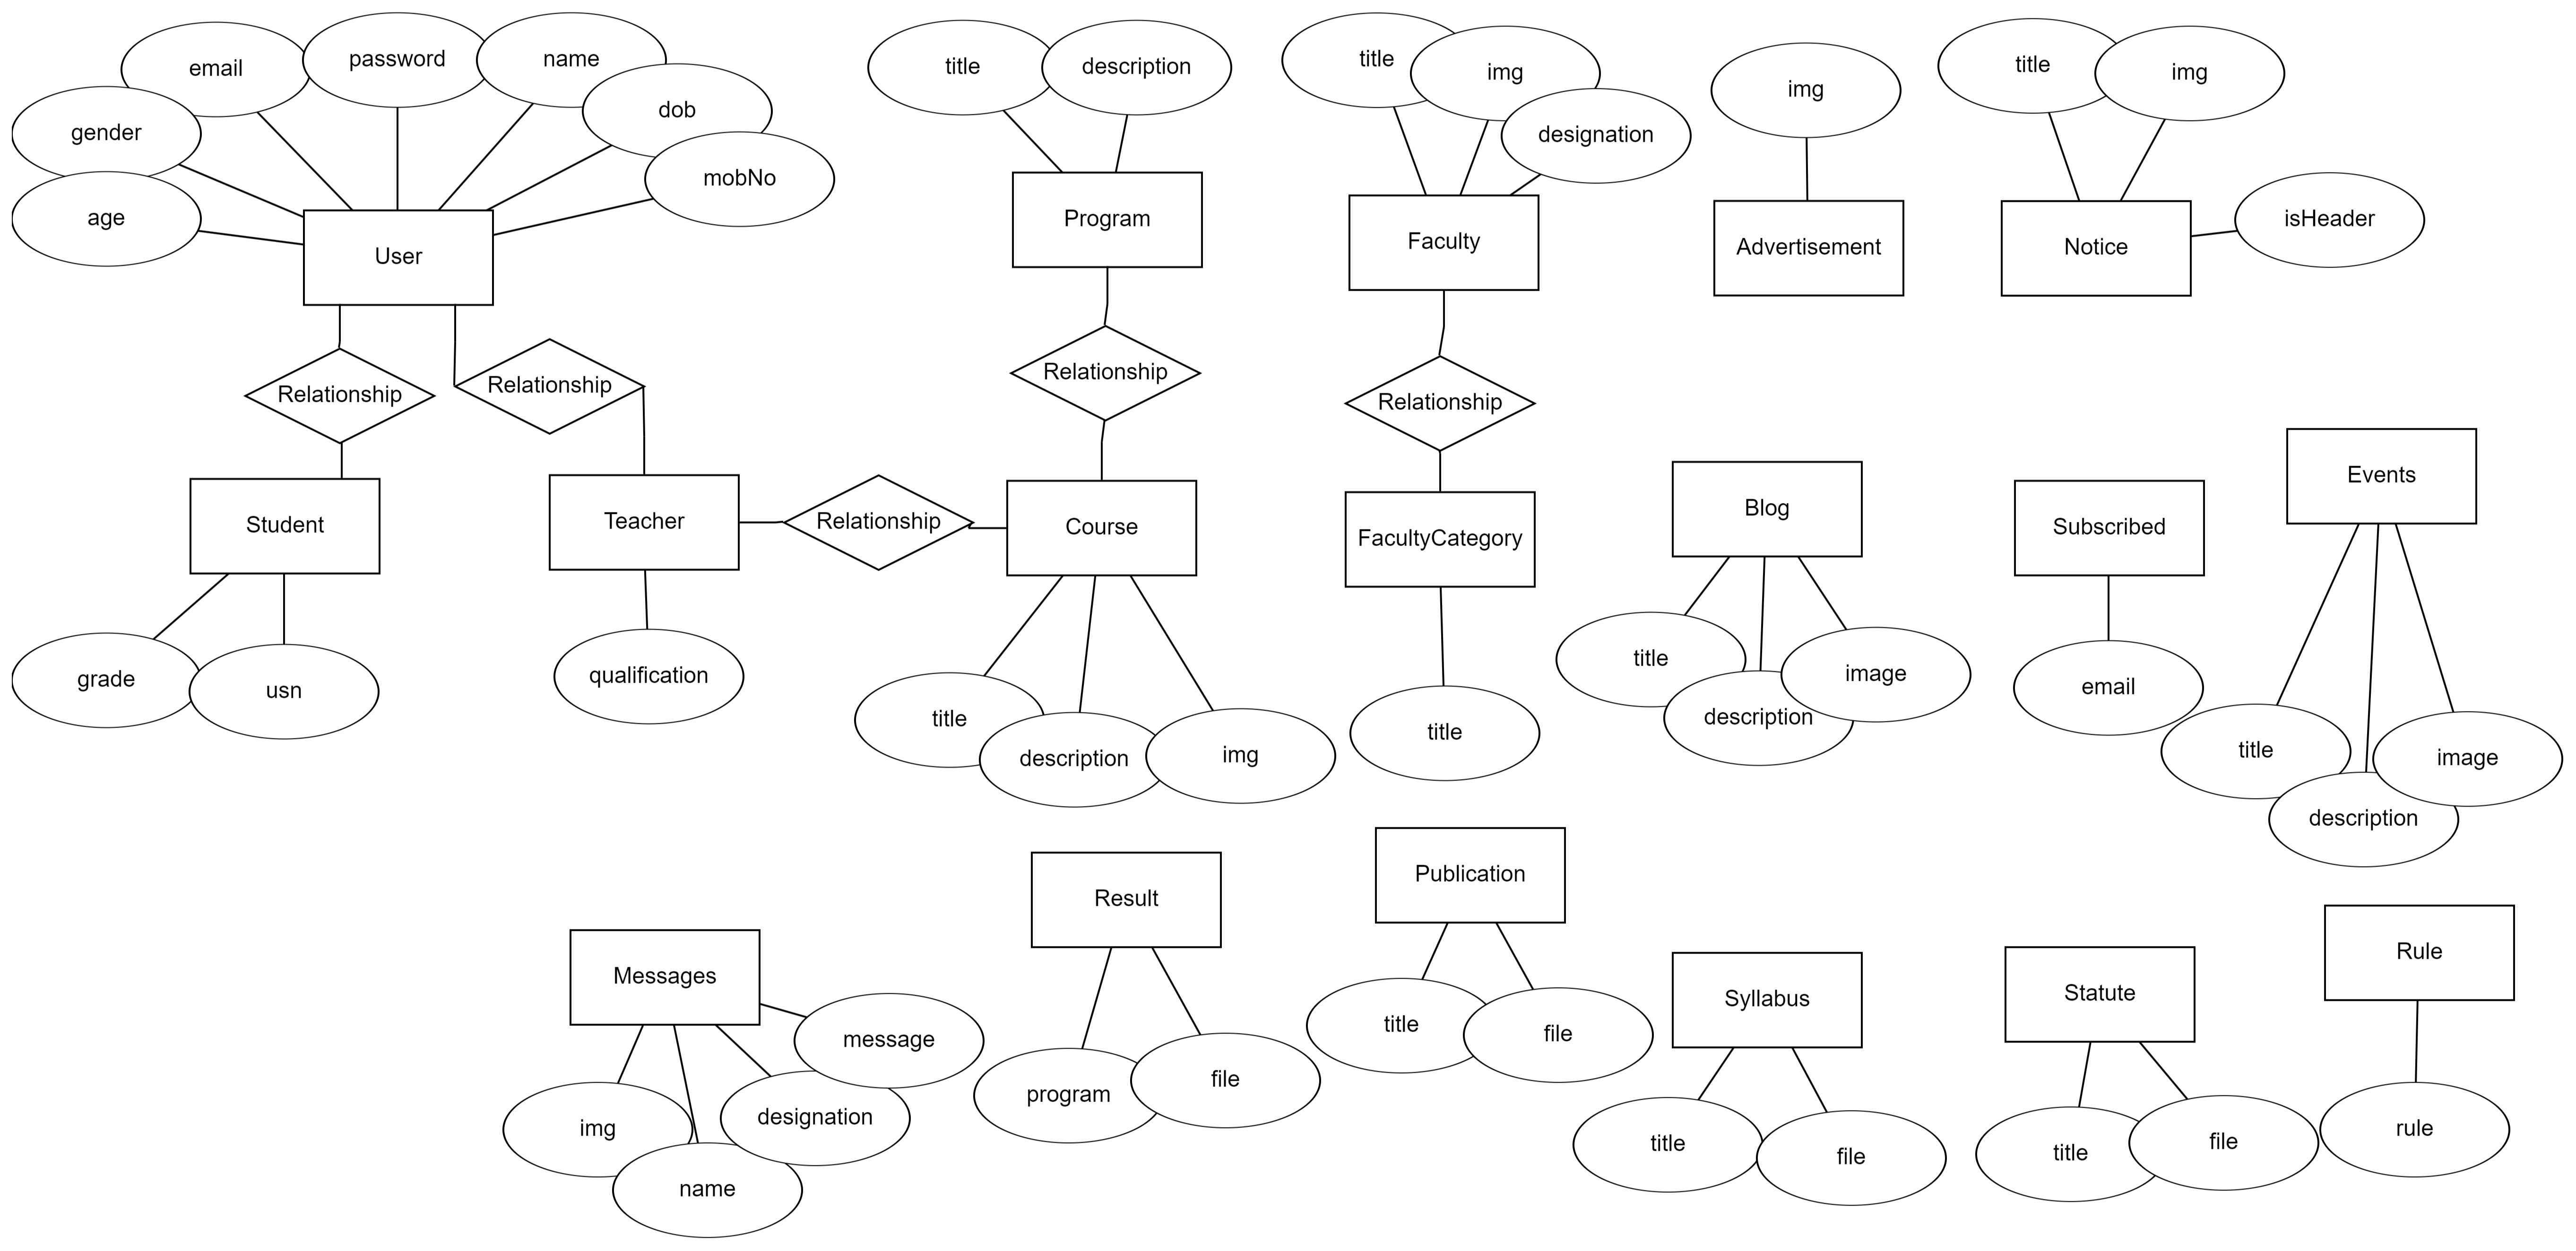 email
password
name
dob
mobNo
gender
age
User
title
description
Program
title
img
designation
Faculty
img
Advertisement
title
img
isHeader
Notice
Relationship
Relationship
Relationship
Relationship
Student
Teacher
Relationship
Course
FacultyCategory
Blog
Subscribed
Events
grade
usn
qualification
title
description
img
title
title
description
image
email
title
description
image
Messages
Result
Publication
Syllabus
Statute
Rule
img
name
designation
message
program
file
title
file
title
file
title
file
rule